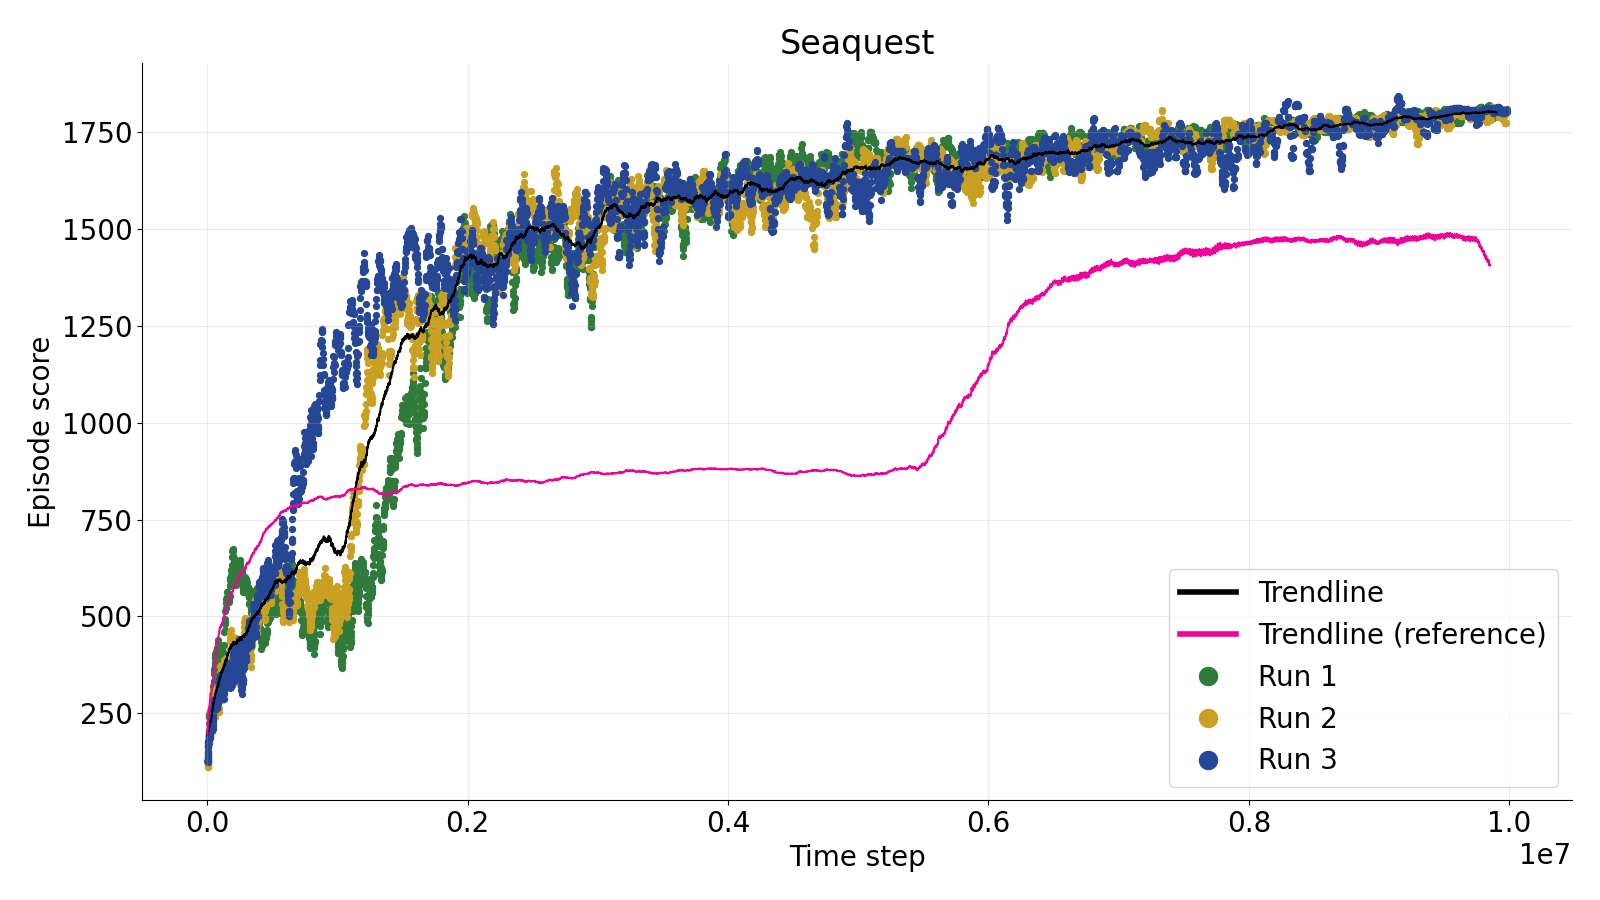 Seaquest
Episode score
1750
1500
1250
1000
750
500
250
0.0 0.2 0.4 0.6 0.8 1.0
1e7
Time step
Trendline
Trendline (reference)
Run 1
Run 2
Run 3